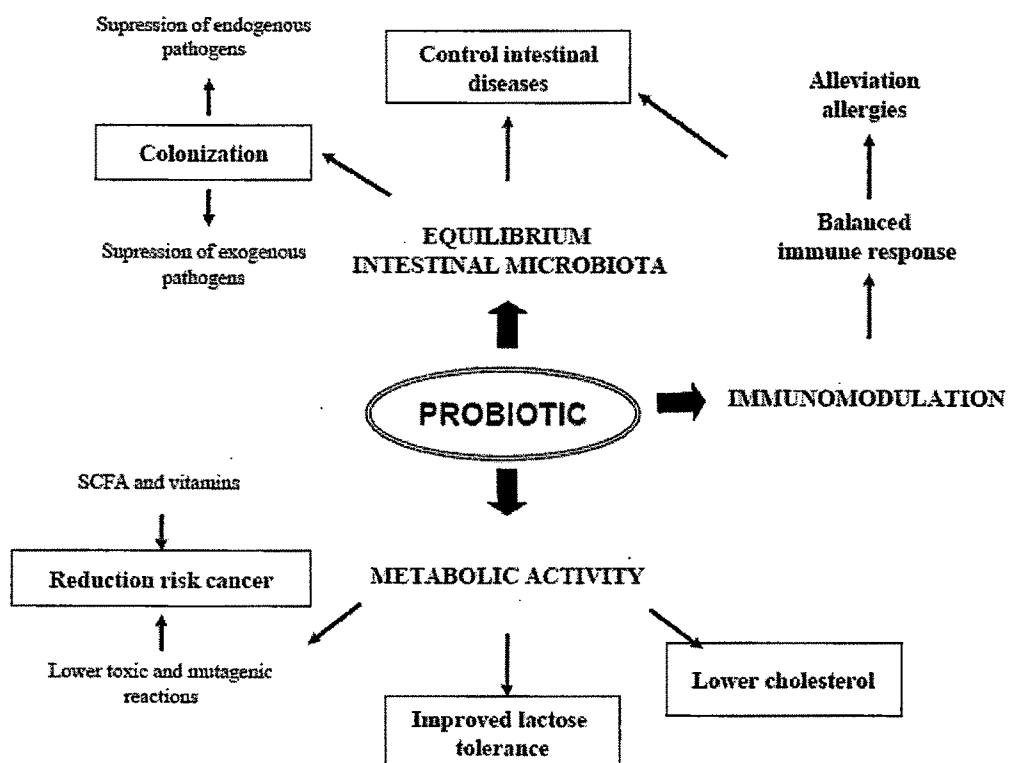 Supression of endogenous
pathogens
Control intestinal
diseases
Alleviation
allergies
Colonization
Supression of exogenous
pathogens
EQUILIBRIUM
INTESTINAL MICROBIOTA
Balanced
immune response
PROBIOTIC
IMMUNOMODULATION
SCFA and vitamins
Reduction risk cancer
METABOLIC ACTIVITY
Lower toxic and mutagenic
reactions
Lower cholesterol
Improved lactose
tolerance